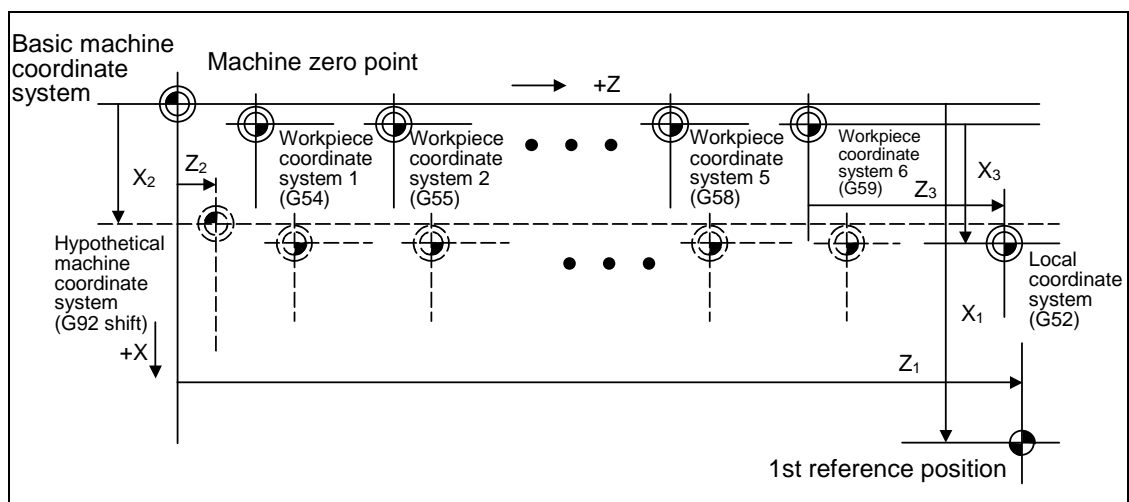 Basic machine
coordinate
system
Machine zero point
+Z
Workpiece
coordinate
system 1
(G54)
Workpiece
coordinate
system 2
(G55)
Workpiece
coordinate
system 5
(G58)
Workpiece
coordinate
system 6
(G59)
X₂
Z₂
X₃
Z₃
Hypothetical
machine
coordinate
system
(G92 shift)
+X
Local
coordinate
system
(G52)
X₁
Z₁
1st reference position